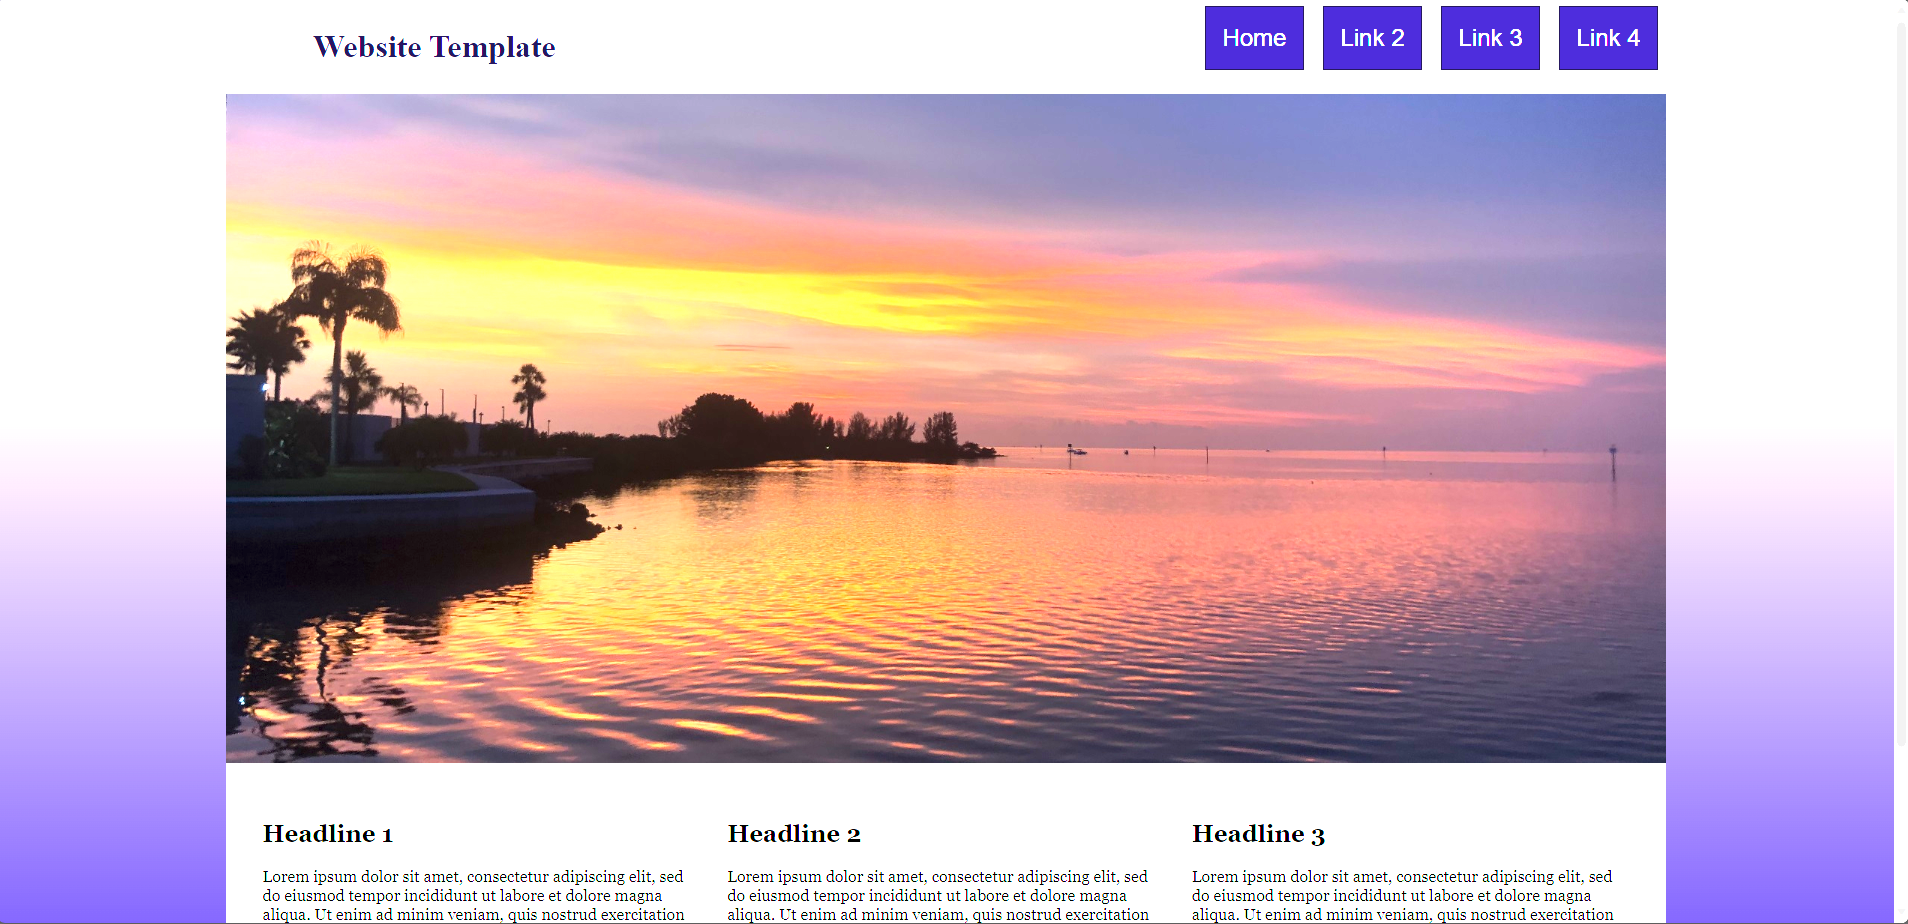 Website Template
Home
Link 2
Link 3
Link 4
Headline 1
Lorem ipsum dolor sit amet, consectetur adipiscing elit, sed
do eiusmod tempor incididunt ut labore et dolore magna
aliqua. Ut enim ad minim veniam, quis nostrud exercitation
Headline 2
Lorem ipsum dolor sit amet, consectetur adipiscing elit, sed
do eiusmod tempor incididunt ut labore et dolore magna
aliqua. Ut enim ad minim veniam, quis nostrud exercitation
Headline 3
Lorem ipsum dolor sit amet, consectetur adipiscing elit, sed
do eiusmod tempor incididunt ut labore et dolore magna
aliqua. Ut enim ad minim veniam, quis nostrud exercitation